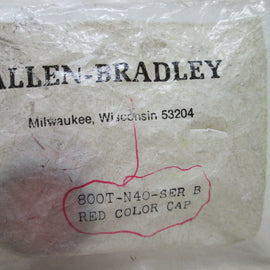 ALLEN-BRADLEY
Milwaukee, Wisconsin 53204
800T-N40-SER B
RED COLOR CAP